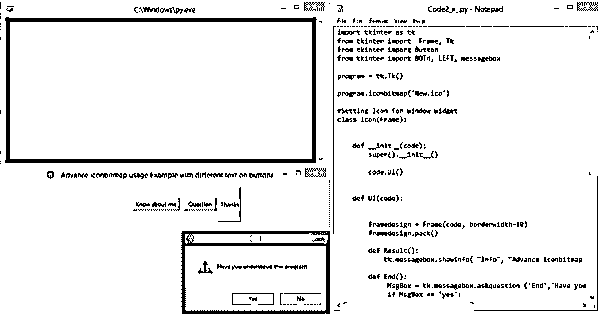 C:\Windows\py.exe
Advance iconbitmap usage Example with different text on buttons
Know about me Question Thanks
Have you understand the program
Yes No
Code2_e_.py - Notepad
File Edit Format View Help
import tkinter as tk
from tkinter import Frame, Tk
from tkinter import Button
from tkinter import BOTH, LEFT, messagebox
program = tk.Tk()
program.iconbitmap('New.ico')
#Setting Icon for window widget
class Icon(Frame):
def __init__(code):
super().__init__()
code.UI()
def UI(code):
Framedesign = Frame(code, borderwidth=10)
Framedesign.pack()
def Result():
tk.messagebox.showinfo( "Info", "Advance Iconbitmap
def End():
MsgBox = tk.messagebox.askquestion ('End','Have you
if MsgBox == 'yes':